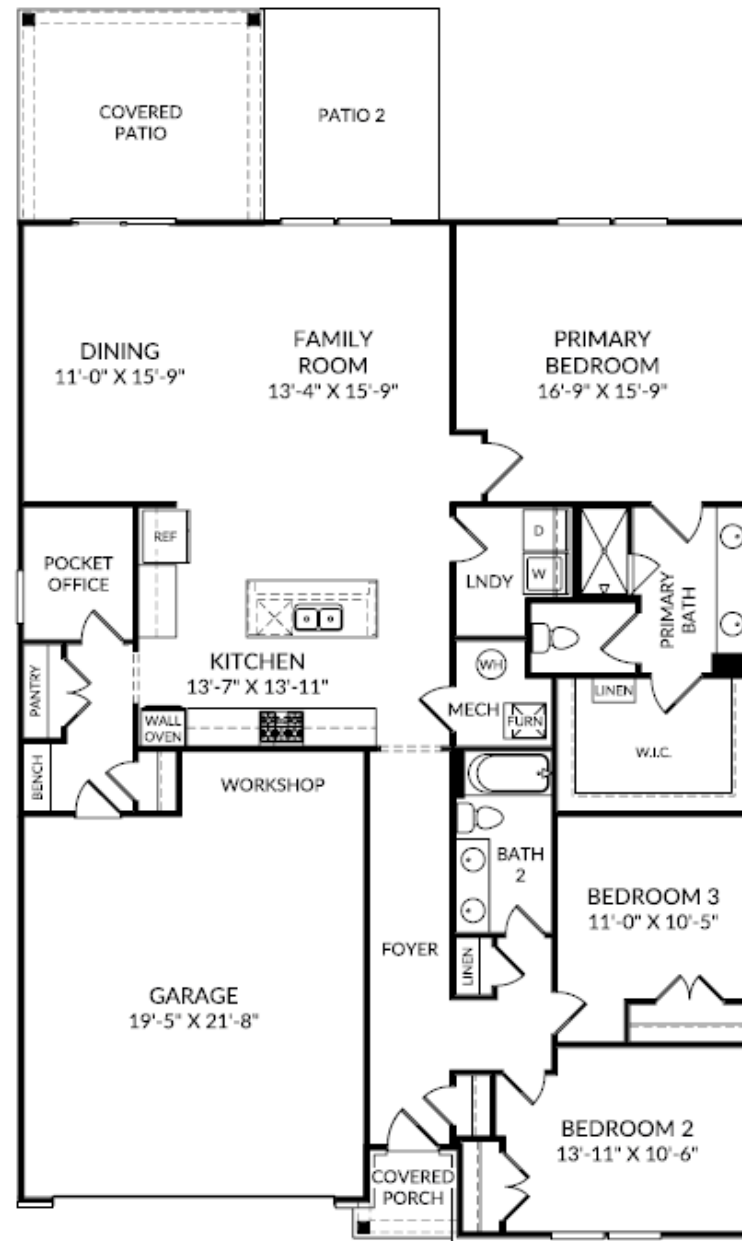 COVERED
PATIO
PATIO 2
DINING
11'-0" X 15'-9"
FAMILY
ROOM
13'-4" X 15'-9"
PRIMARY
BEDROOM
16'-9" X 15'-9"
POCKET
OFFICE
REF
LNDY
D
W
PRIMARY
BATH
PANTRY
KITCHEN
13'-7" X 13'-11"
WH
MECH
FURN
LINEN
W.I.C.
WALL
OVEN
BENCH
WORKSHOP
BATH
2
BEDROOM 3
11'-0" X 10'-5"
FOYER
LINEN
GARAGE
19'-5" X 21'-8"
BEDROOM 2
13'-11" X 10'-6"
COVERED
PORCH